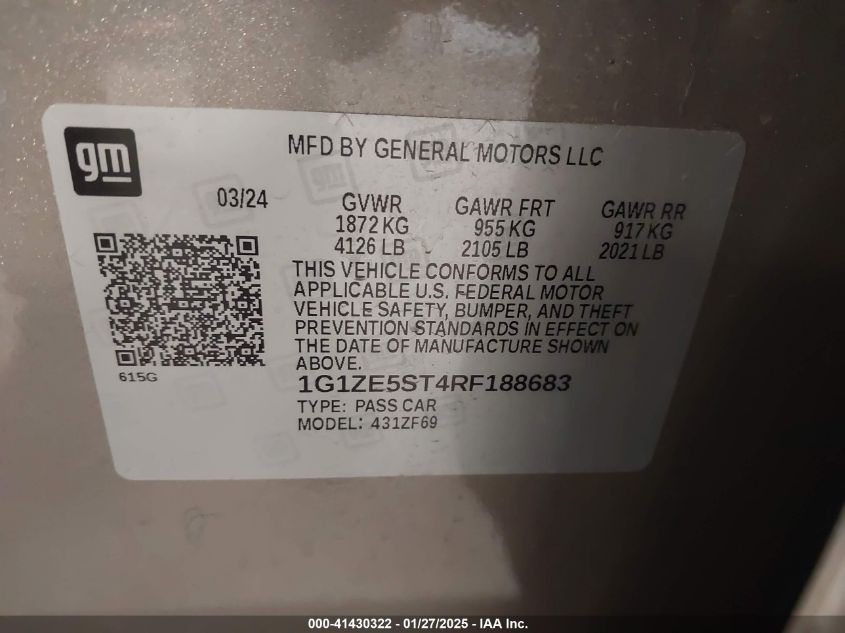 gm
MFD BY GENERAL MOTORS LLC
03/24
GVWR GAWR FRT GAWR RR
1872 KG 955 KG 917 KG
4126 LB 2105 LB 2021 LB
THIS VEHICLE CONFORMS TO ALL
APPLICABLE U.S. FEDERAL MOTOR
VEHICLE SAFETY, BUMPER, AND THEFT
PREVENTION STANDARDS IN EFFECT ON
THE DATE OF MANUFACTURE SHOWN
ABOVE.
615G
1G1ZE5ST4RF188683
TYPE: PASS CAR
MODEL: 431ZF69
000-41430322 | 01/27/2025 - IAA Inc.